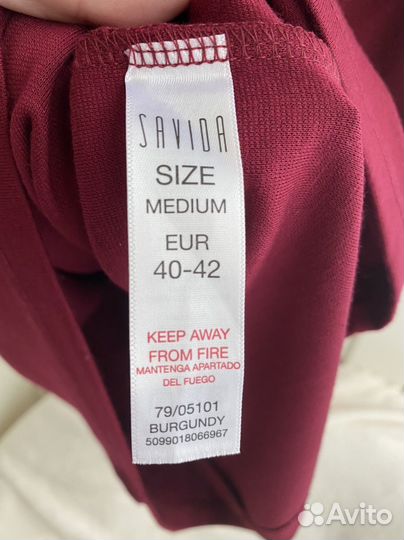 SAVIDA
SIZE
MEDIUM
EUR
40-42
KEEP AWAY
FROM FIRE
MANTENGA APARTADO
DEL FUEGO
79/05101
BURGUNDY
5099018066967
Avito